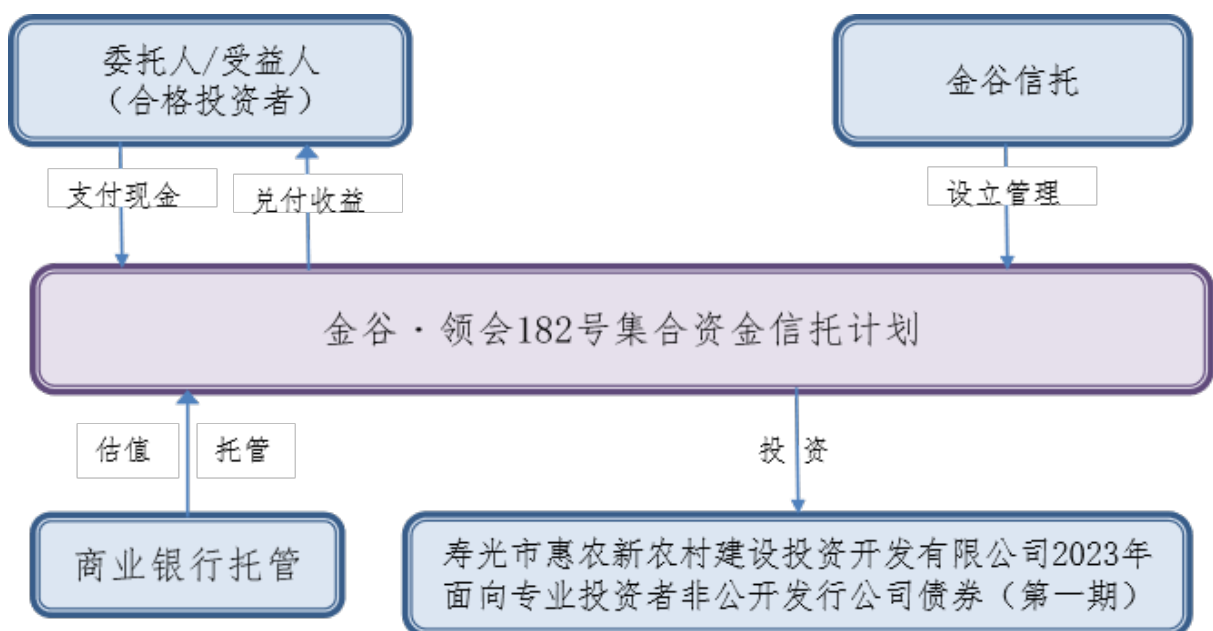 委托人/受益人
（合格投资者）
金谷信托
支付现金
兑付收益
设立管理
金谷·领会182号集合资金信托计划
估值
托管
投 资
商业银行托管
寿光市惠农新农村建设投资开发有限公司2023年
面向专业投资者非公开发行公司债券（第一期）